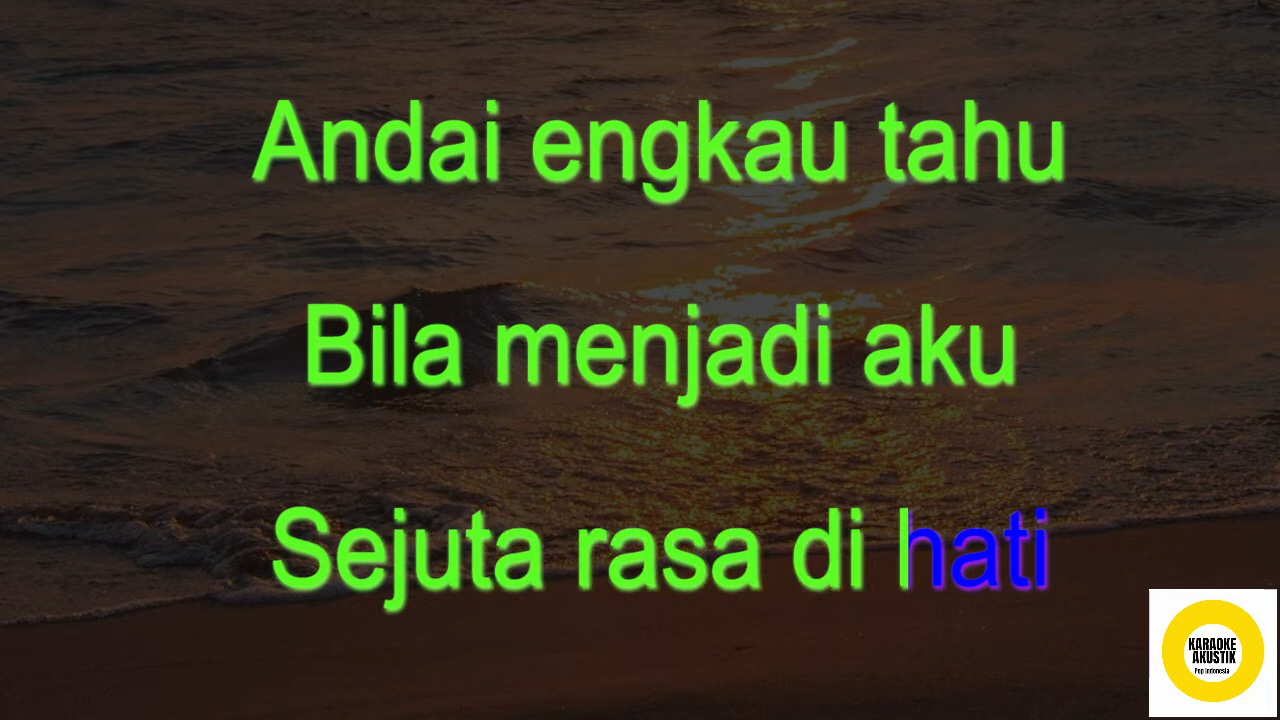 Andai engkau tahu
Bila menjadi aku
Sejuta rasa di hati
KARAOKE
AKUSTIK
Pop Indonesia